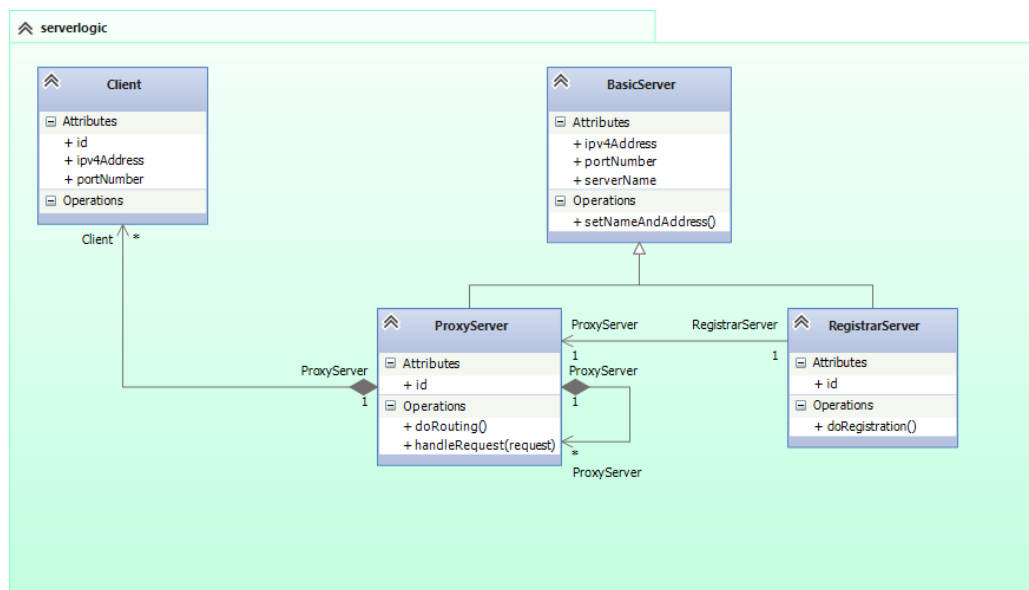 serverlogic
Client
Attributes
+ id
+ ipv4Address
+ portNumber
Operations
BasicServer
Attributes
+ ipv4Address
+ portNumber
+ serverName
Operations
+ setNameAndAddress()
Client *
ProxyServer
Attributes
+ id
Operations
+ doRouting()
+ handleRequest(request)
ProxyServer
1
ProxyServer
1
RegistrarServer
1
ProxyServer
1
*
ProxyServer
RegistrarServer
Attributes
+ id
Operations
+ doRegistration()